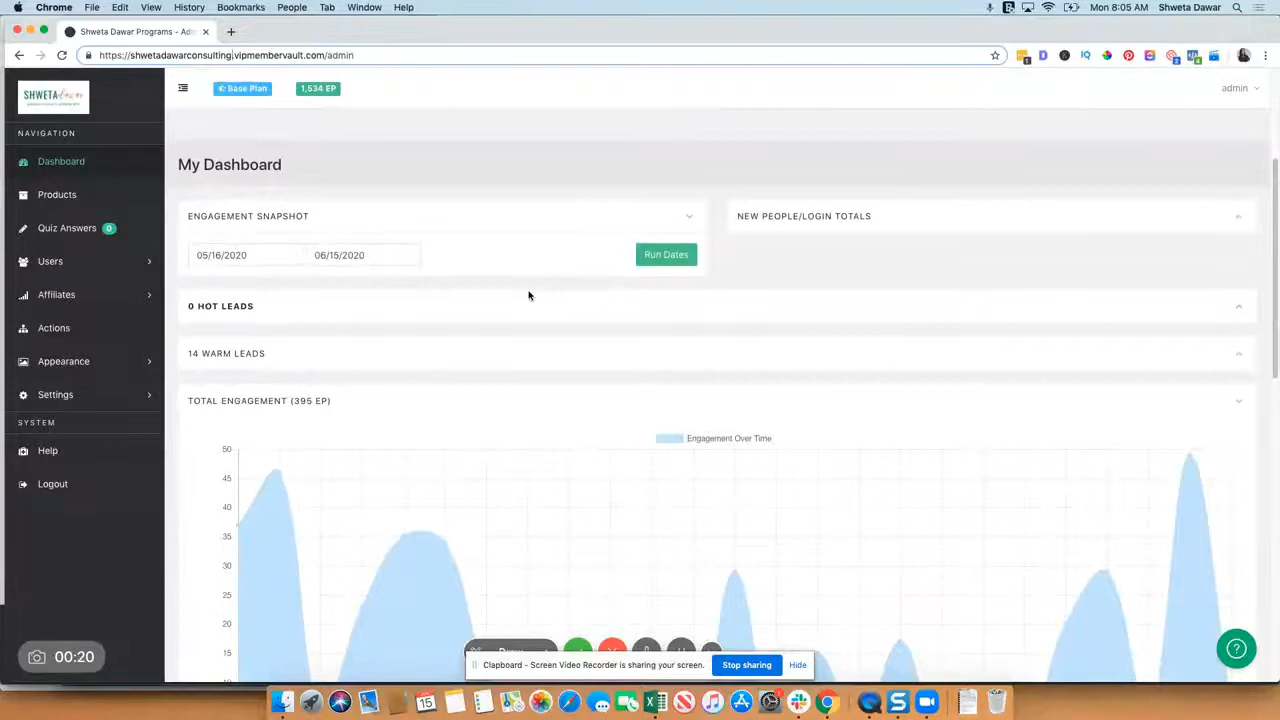 Chrome File Edit View History Bookmarks People Tab Window Help Mon 8:05 AM Shweta Dawar
Shweta Dawar Programs - Adm
https://shwetadawarconsulting.vipmembervault.com/admin
SHWETA dawar
Base Plan 1,534 EP admin
NAVIGATION
Dashboard
Products
Quiz Answers 0
Users
Affiliates
Actions
Appearance
Settings
SYSTEM
Help
Logout
My Dashboard
ENGAGEMENT SNAPSHOT
05/16/2020 06/15/2020 Run Dates
NEW PEOPLE/LOGIN TOTALS
0 HOT LEADS
14 WARM LEADS
TOTAL ENGAGEMENT (395 EP)
Engagement Over Time
50
45
40
35
30
25
20
15
00:20
Clapboard - Screen Video Recorder is sharing your screen. Stop sharing Hide
15